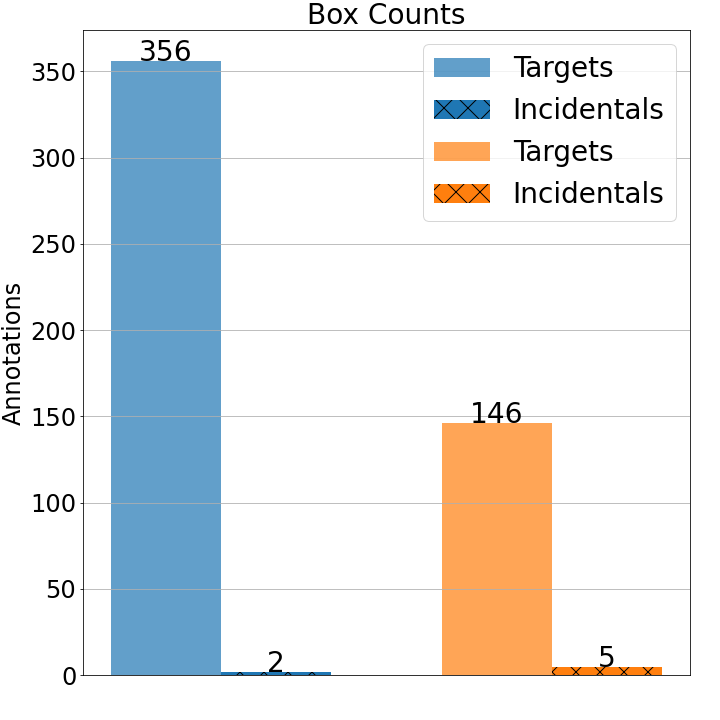 Box Counts
Annotations
350
300
250
200
150
100
50
0
356
2
146
5
Targets
Incidentals
Targets
Incidentals